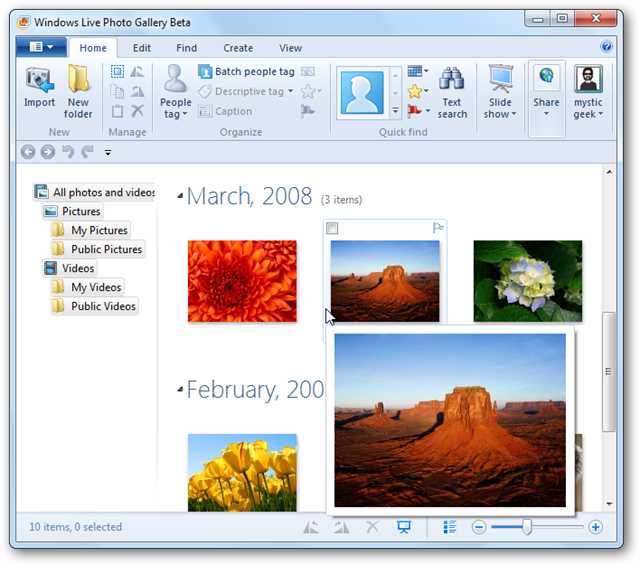 Windows Live Photo Gallery Beta
Home Edit Find Create View
Import
New folder
New
Manage
People tag
Batch people tag
Descriptive tag
Caption
Organize
Text search
Quick find
Slide show
Share
mystic geek
All photos and videos
Pictures
My Pictures
Public Pictures
Videos
My Videos
Public Videos
March, 2008 (3 items)
February, 200
10 items, 0 selected